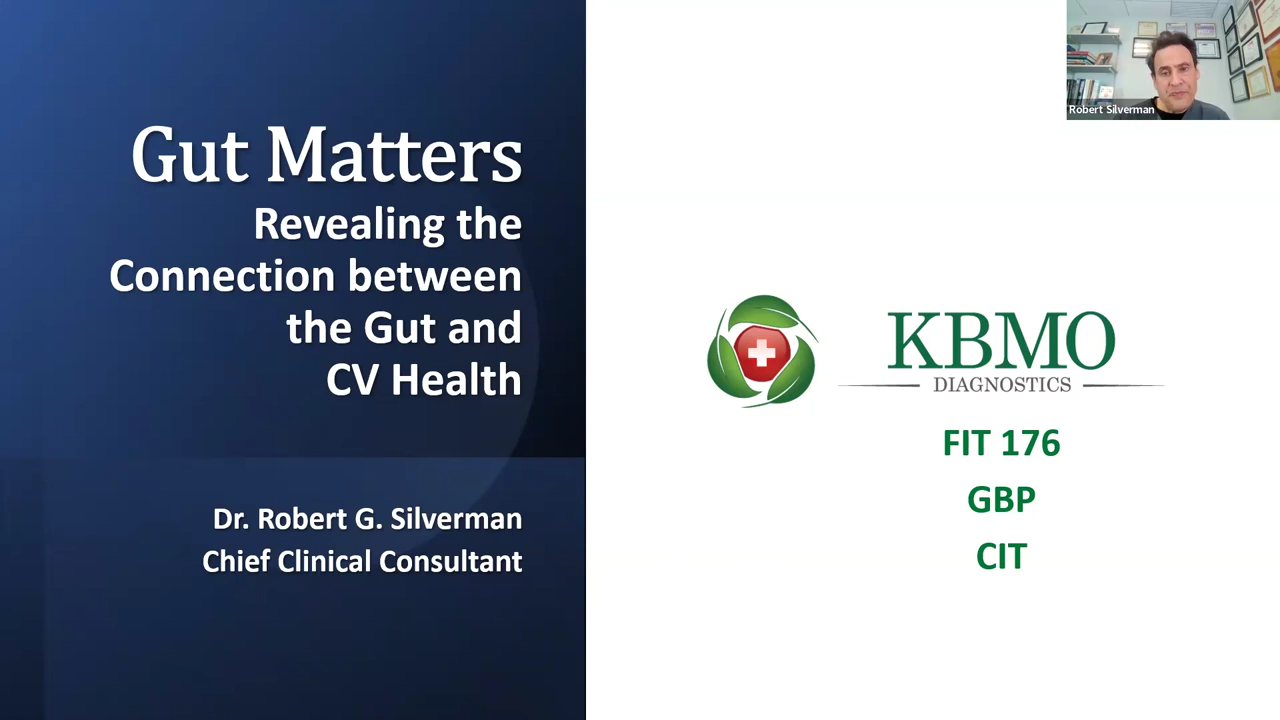 Gut Matters
Revealing the
Connection between
the Gut and
CV Health
Dr. Robert G. Silverman
Chief Clinical Consultant
Robert Silverman
KBMO
DIAGNOSTICS
FIT 176
GBP
CIT